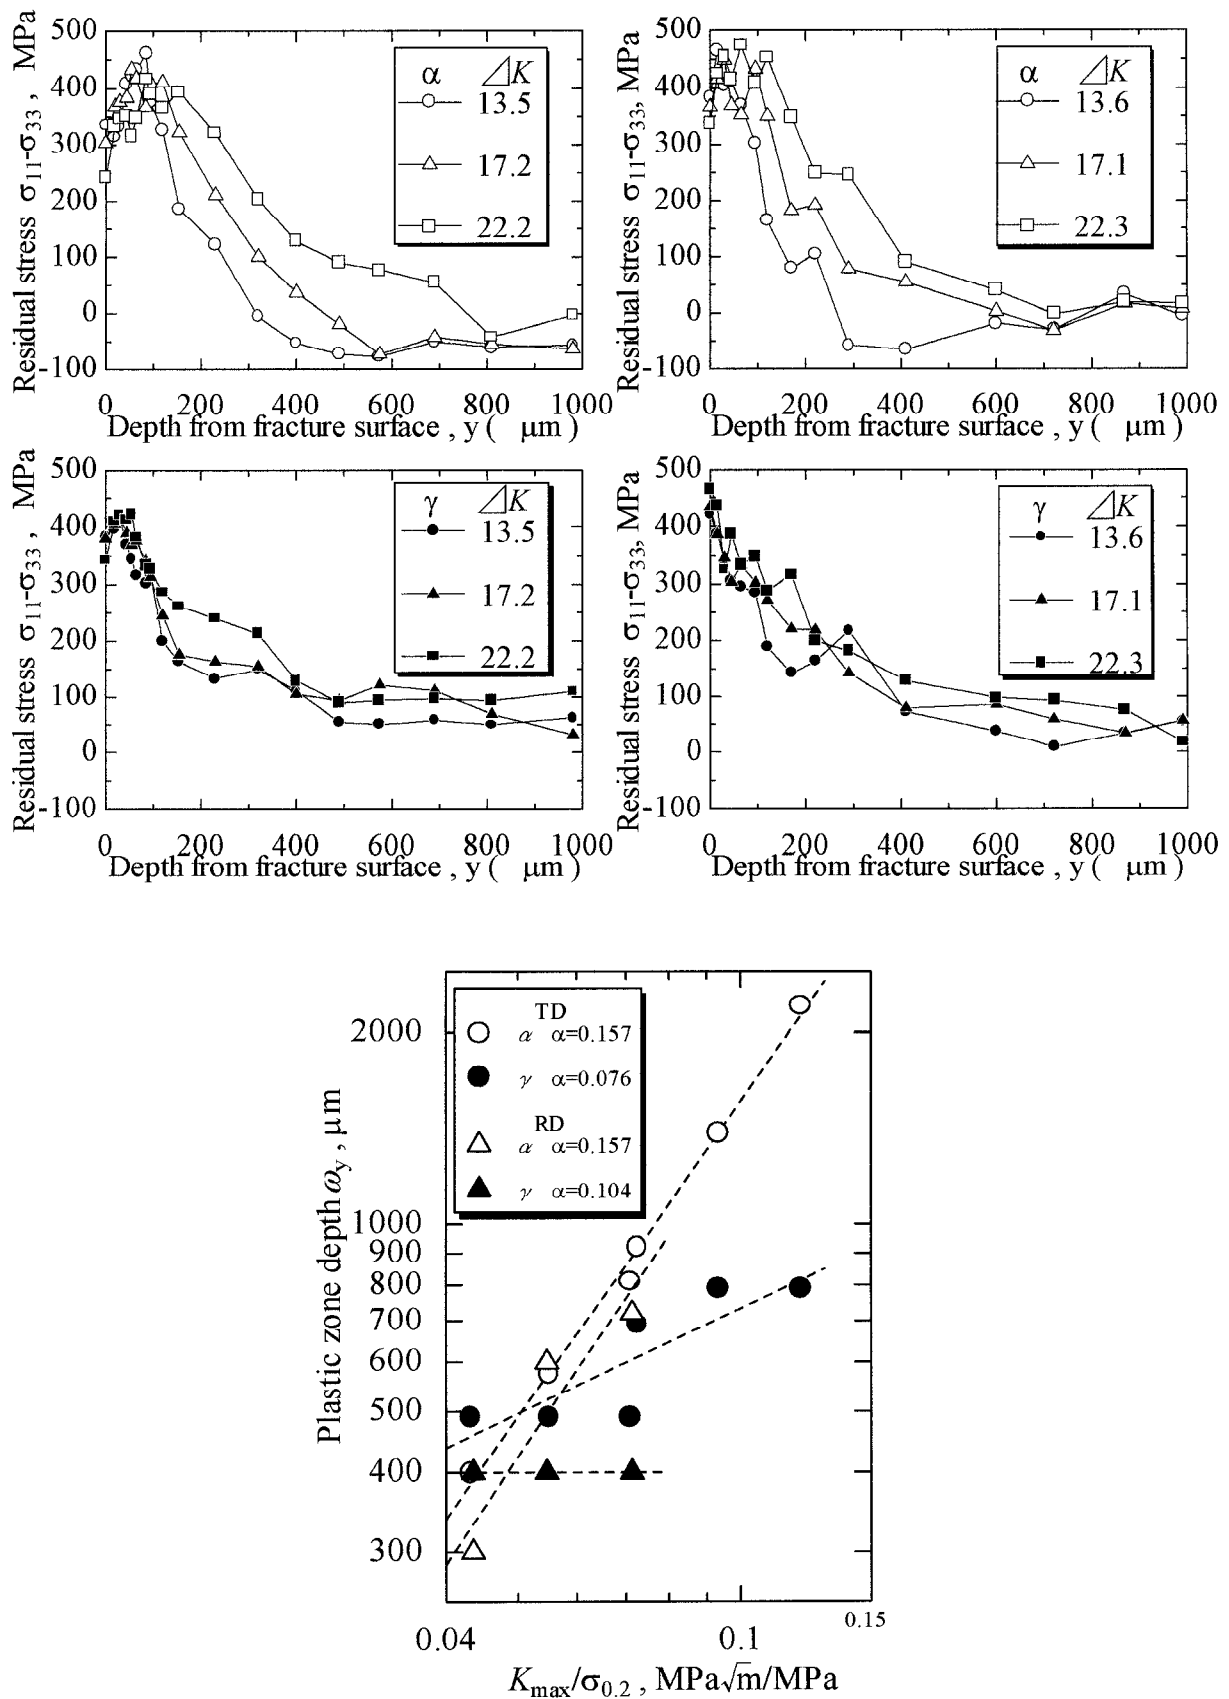 Residual stress σ11-σ33 , MPa
500
400
300
200
100
0
-100
0 200 400 600 800 1000
Depth from fracture surface , y ( μm )
α ⊿K
13.5
17.2
22.2
Residual stress σ11-σ33, MPa
500
400
300
200
100
0
-100
0 200 400 600 800 1000
Depth from fracture surface , y ( μm )
α ⊿K
13.6
17.1
22.3
Residual stress σ11-σ33 , MPa
500
400
300
200
100
0
-100
0 200 400 600 800 1000
Depth from fracture surface , y ( μm )
γ ⊿K
13.5
17.2
22.2
Residual stress σ11-σ33, MPa
500
400
300
200
100
0
-100
0 200 400 600 800 1000
Depth from fracture surface , y ( μm )
γ ⊿K
13.6
17.1
22.3
Plastic zone depth ωy , μm
2000
1000
900
800
700
600
500
400
300
TD
α α=0.157
γ α=0.076
RD
α α=0.157
γ α=0.104
0.04 0.1 0.15
Kmax/σ0.2 , MPa√m/MPa